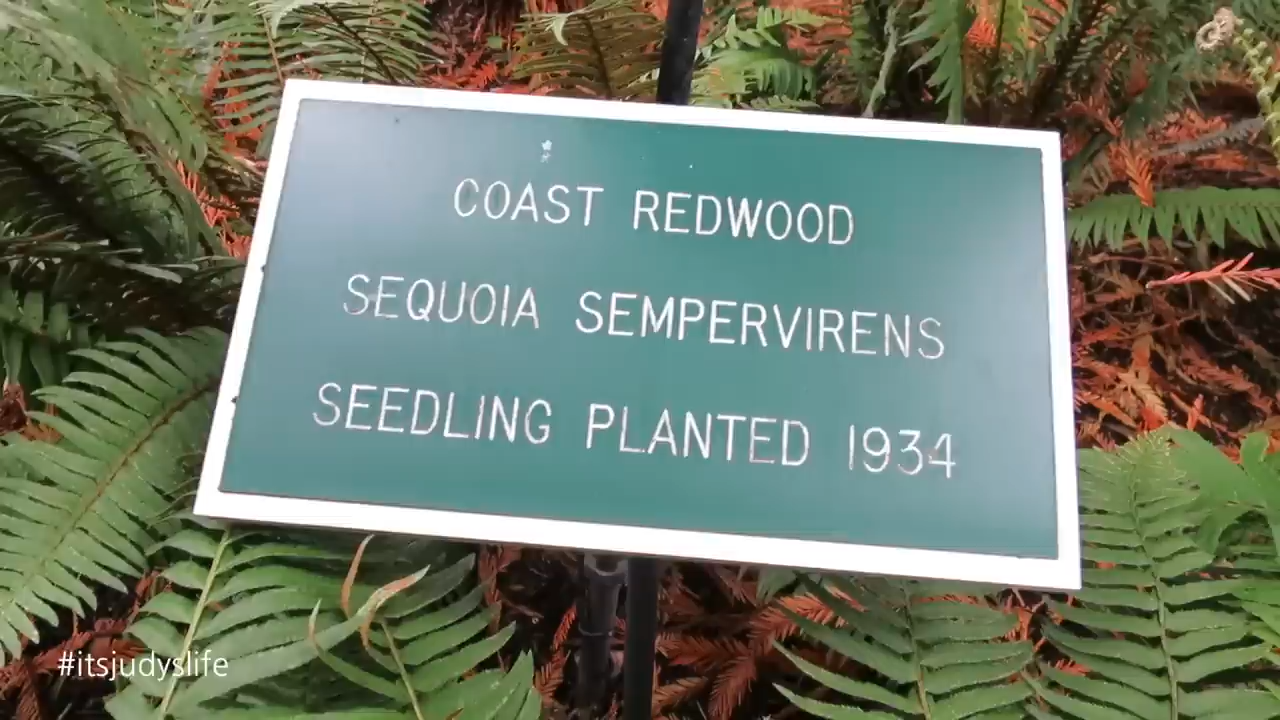 COAST REDWOOD
SEQUOIA SEMPERVIRENS
SEEDLING PLANTED 1934
#itsjudyslife